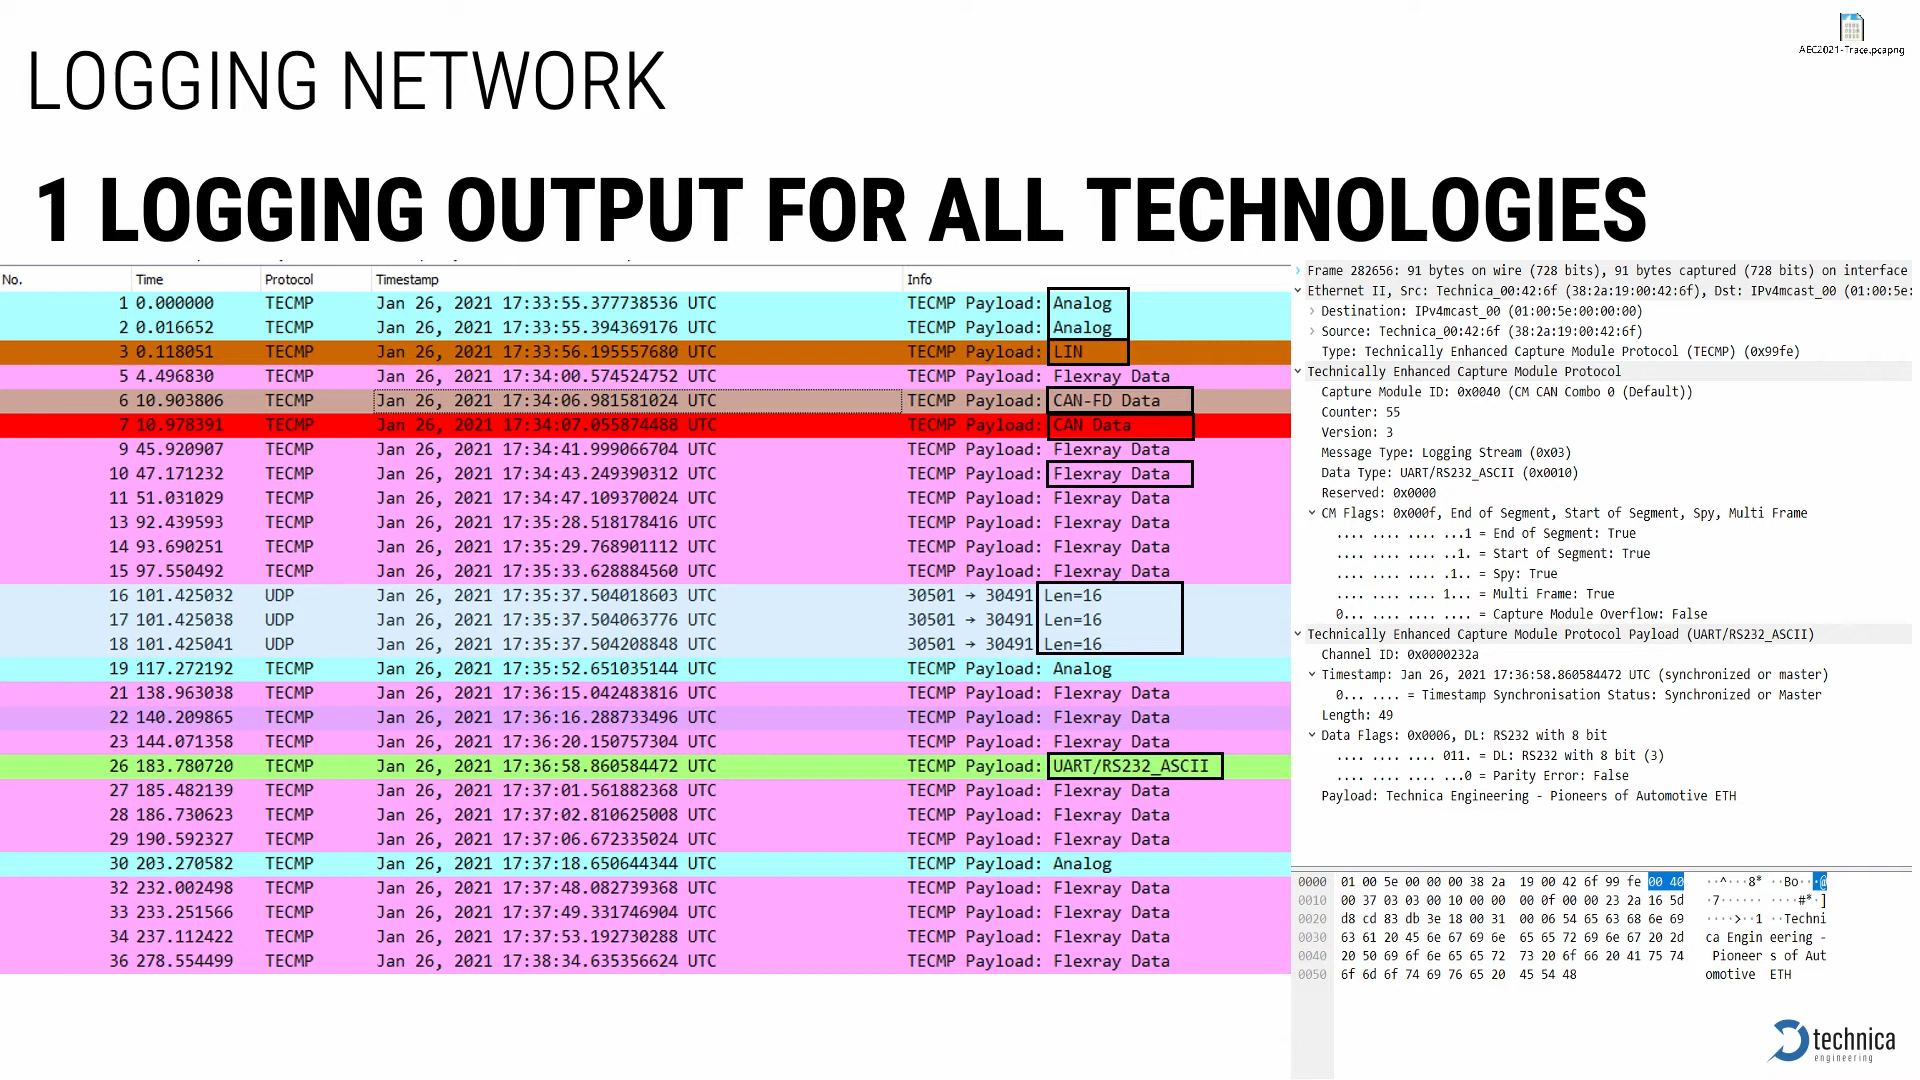 AEC2021-Trace.pcapng
LOGGING NETWORK
1 LOGGING OUTPUT FOR ALL TECHNOLOGIES
No. Time Protocol Timestamp Info
1 0.000000 TECMP Jan 26, 2021 17:33:55.377738536 UTC TECMP Payload: Analog
2 0.016652 TECMP Jan 26, 2021 17:33:55.394369176 UTC TECMP Payload: Analog
3 0.118051 TECMP Jan 26, 2021 17:33:56.195557680 UTC TECMP Payload: LIN
5 4.496830 TECMP Jan 26, 2021 17:34:00.574524752 UTC TECMP Payload: Flexray Data
6 10.903806 TECMP Jan 26, 2021 17:34:06.981581024 UTC TECMP Payload: CAN-FD Data
7 10.978391 TECMP Jan 26, 2021 17:34:07.055874488 UTC TECMP Payload: CAN Data
9 45.920907 TECMP Jan 26, 2021 17:34:41.999066704 UTC TECMP Payload: Flexray Data
10 47.171232 TECMP Jan 26, 2021 17:34:43.249390312 UTC TECMP Payload: Flexray Data
11 51.031029 TECMP Jan 26, 2021 17:34:47.109370024 UTC TECMP Payload: Flexray Data
13 92.439593 TECMP Jan 26, 2021 17:35:28.518178416 UTC TECMP Payload: Flexray Data
14 93.690251 TECMP Jan 26, 2021 17:35:29.768901112 UTC TECMP Payload: Flexray Data
15 97.550492 TECMP Jan 26, 2021 17:35:33.628884560 UTC TECMP Payload: Flexray Data
16 101.425032 UDP Jan 26, 2021 17:35:37.504018603 UTC 30501 → 30491 Len=16
17 101.425038 UDP Jan 26, 2021 17:35:37.504063776 UTC 30501 → 30491 Len=16
18 101.425041 UDP Jan 26, 2021 17:35:37.504208848 UTC 30501 → 30491 Len=16
19 117.272192 TECMP Jan 26, 2021 17:35:52.651035144 UTC TECMP Payload: Analog
21 138.963038 TECMP Jan 26, 2021 17:36:15.042483816 UTC TECMP Payload: Flexray Data
22 140.209865 TECMP Jan 26, 2021 17:36:16.288733496 UTC TECMP Payload: Flexray Data
23 144.071358 TECMP Jan 26, 2021 17:36:20.150757304 UTC TECMP Payload: Flexray Data
26 183.780720 TECMP Jan 26, 2021 17:36:58.860584472 UTC TECMP Payload: UART/RS232_ASCII
27 185.482139 TECMP Jan 26, 2021 17:37:01.561882368 UTC TECMP Payload: Flexray Data
28 186.730623 TECMP Jan 26, 2021 17:37:02.810625008 UTC TECMP Payload: Flexray Data
29 190.592327 TECMP Jan 26, 2021 17:37:06.672335024 UTC TECMP Payload: Flexray Data
30 203.270582 TECMP Jan 26, 2021 17:37:18.650644344 UTC TECMP Payload: Analog
32 232.002498 TECMP Jan 26, 2021 17:37:48.082739368 UTC TECMP Payload: Flexray Data
33 233.251566 TECMP Jan 26, 2021 17:37:49.331746904 UTC TECMP Payload: Flexray Data
34 237.112422 TECMP Jan 26, 2021 17:37:53.192730288 UTC TECMP Payload: Flexray Data
36 278.554499 TECMP Jan 26, 2021 17:38:34.635356624 UTC TECMP Payload: Flexray Data
Frame 282656: 91 bytes on wire (728 bits), 91 bytes captured (728 bits) on interface
Ethernet II, Src: Technica_00:42:6f (38:2a:19:00:42:6f), Dst: IPv4mcast_00 (01:00:5e:
Destination: IPv4mcast_00 (01:00:5e:00:00:00)
Source: Technica_00:42:6f (38:2a:19:00:42:6f)
Type: Technically Enhanced Capture Module Protocol (TECMP) (0x99fe)
Technically Enhanced Capture Module Protocol
Capture Module ID: 0x0040 (CM CAN Combo 0 (Default))
Counter: 55
Version: 3
Message Type: Logging Stream (0x03)
Data Type: UART/RS232_ASCII (0x0010)
Reserved: 0x0000
CM Flags: 0x000f, End of Segment, Start of Segment, Spy, Multi Frame
.... .... .... ...1 = End of Segment: True
.... .... .... ..1. = Start of Segment: True
.... .... .... .1.. = Spy: True
.... .... .... 1... = Multi Frame: True
0... .... .... .... = Capture Module Overflow: False
Technically Enhanced Capture Module Protocol Payload (UART/RS232_ASCII)
Channel ID: 0x0000232a
Timestamp: Jan 26, 2021 17:36:58.860584472 UTC (synchronized or master)
0... .... = Timestamp Synchronisation Status: Synchronized or Master
Length: 49
Data Flags: 0x0006, DL: RS232 with 8 bit
.... .... .... 011. = DL: RS232 with 8 bit (3)
.... .... .... ...0 = Parity Error: False
Payload: Technica Engineering - Pioneers of Automotive ETH
0000 01 00 5e 00 00 00 38 2a 19 00 42 6f 99 fe 00 40 ··^···8* ··Bo···@
0010 00 37 03 03 00 10 00 00 00 0f 00 00 23 2a 16 5d ·7······ ····#*·]
0020 d8 cd 83 db 3e 18 00 31 00 06 54 65 63 68 6e 69 ····>··1 ··Techni
0030 63 61 20 45 6e 67 69 6e 65 65 72 69 6e 67 20 2d ca Engin eering -
0040 20 50 69 6f 6e 65 65 72 73 20 6f 66 20 41 75 74 Pioneer s of Aut
0050 6f 6d 6f 74 69 76 65 20 45 54 48 omotive ETH
technica
engineering